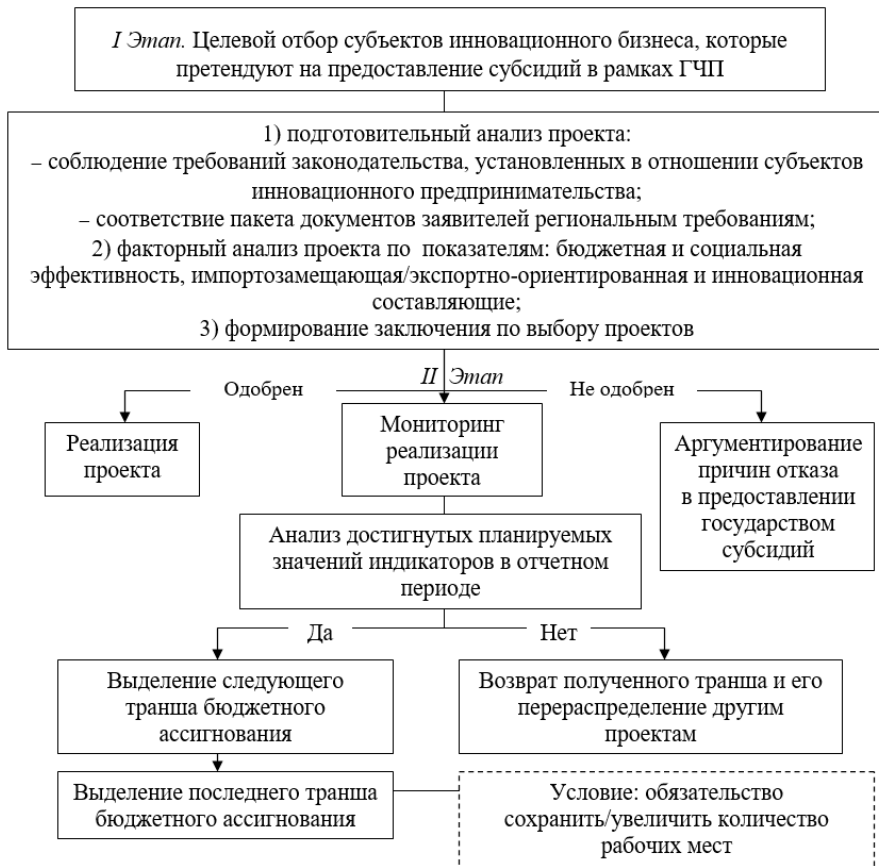 I Этап. Целевой отбор субъектов инновационного бизнеса, которые
претендуют на предоставление субсидий в рамках ГЧП
1) подготовительный анализ проекта:
– соблюдение требований законодательства, установленных в отношении субъектов
инновационного предпринимательства;
– соответствие пакета документов заявителей региональным требованиям;
2) факторный анализ проекта по показателям: бюджетная и социальная
эффективность, импортозамещающая/экспортно-ориентированная и инновационная
составляющие;
3) формирование заключения по выбору проектов
II Этап
Одобрен
Не одобрен
Реализация
проекта
Мониторинг
реализации
проекта
Аргументирование
причин отказа
в предоставлении
государством
субсидий
Анализ достигнутых планируемых
значений индикаторов в отчетном
периоде
Да
Нет
Выделение следующего
транша бюджетного
ассигнования
Возврат полученного транша и его
перераспределение другим
проектам
Выделение последнего транша
бюджетного ассигнования
Условие: обязательство
сохранить/увеличить количество
рабочих мест